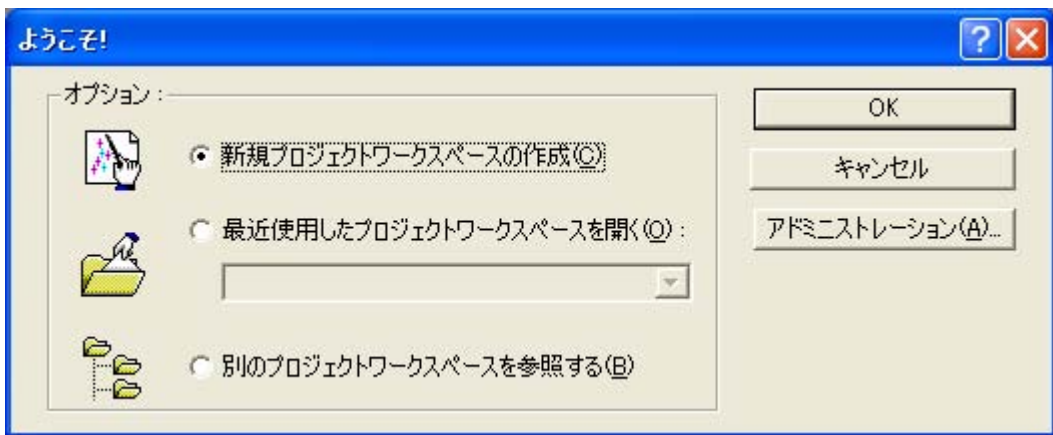 ようこそ!
オプション:
新規プロジェクトワークスペースの作成(C)
最近使用したプロジェクトワークスペースを開く(O):
別のプロジェクトワークスペースを参照する(B)
OK
キャンセル
アドミニストレーション(A)...